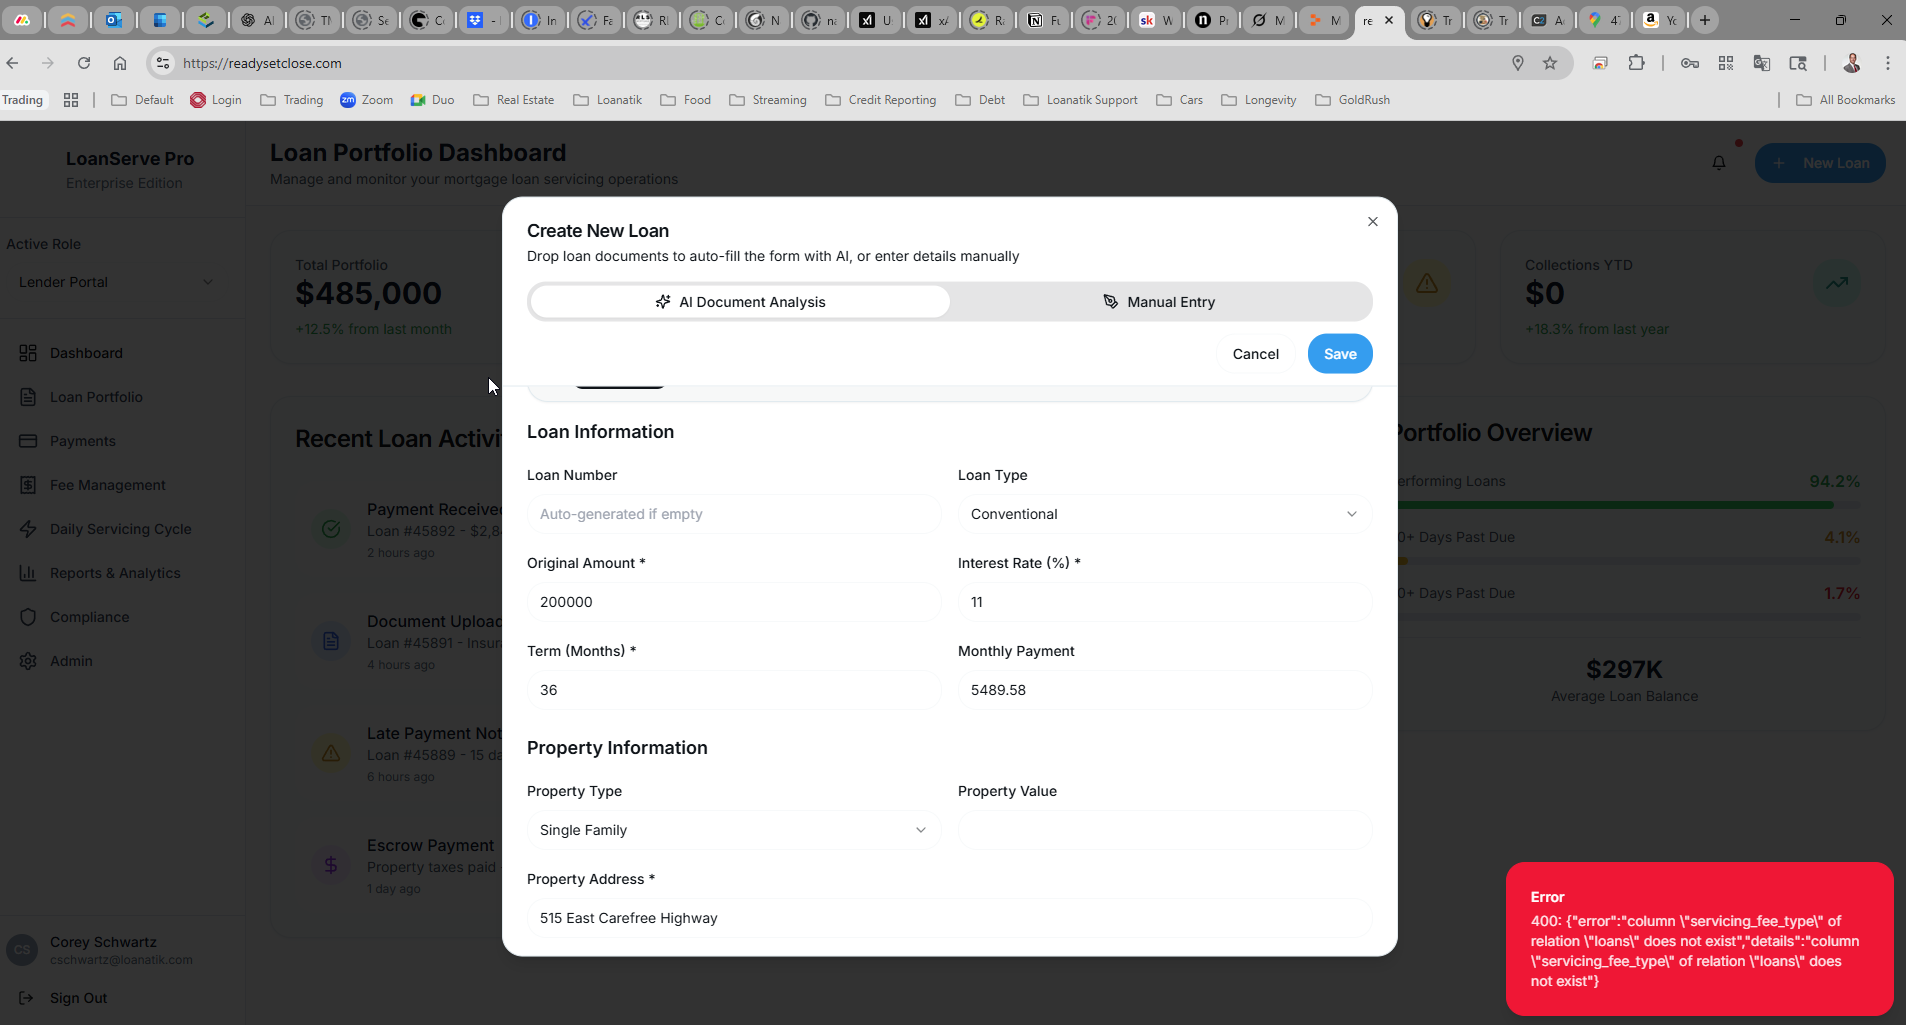 https://readysetclose.com
Trading
Default
Login
Trading
Zoom
Duo
Real Estate
Loanatik
Food
Streaming
Credit Reporting
Debt
Loanatik Support
Cars
Longevity
GoldRush
All Bookmarks
LoanServe Pro
Enterprise Edition
Loan Portfolio Dashboard
Manage and monitor your mortgage loan servicing operations
New Loan
Active Role
Lender Portal
Dashboard
Loan Portfolio
Payments
Fee Management
Daily Servicing Cycle
Reports & Analytics
Compliance
Admin
CS
Corey Schwartz
cschwartz@loanatik.com
Sign Out
Total Portfolio
$485,000
+12.5% from last month
Collections YTD
$0
+18.3% from last year
Recent Loan Activi
Payment Receive
Loan #45892 - $2,8
2 hours ago
Document Upload
Loan #45891 - Insur
4 hours ago
Late Payment Not
Loan #45889 - 15 da
6 hours ago
Escrow Payment
Property taxes paid
1 day ago
Create New Loan
Drop loan documents to auto-fill the form with AI, or enter details manually
AI Document Analysis
Manual Entry
Cancel
Save
Loan Information
Loan Number
Loan Type
Auto-generated if empty
Conventional
Original Amount *
Interest Rate (%) *
200000
11
Term (Months) *
Monthly Payment
36
5489.58
Property Information
Property Type
Property Value
Single Family
Property Address *
515 East Carefree Highway
Portfolio Overview
erforming Loans
94.2%
0+ Days Past Due
4.1%
0+ Days Past Due
1.7%
$297K
Average Loan Balance
Error
400: {"error":"column \"servicing_fee_type\" of
relation \"loans\" does not exist","details":"column
\"servicing_fee_type\" of relation \"loans\" does
not exist"}